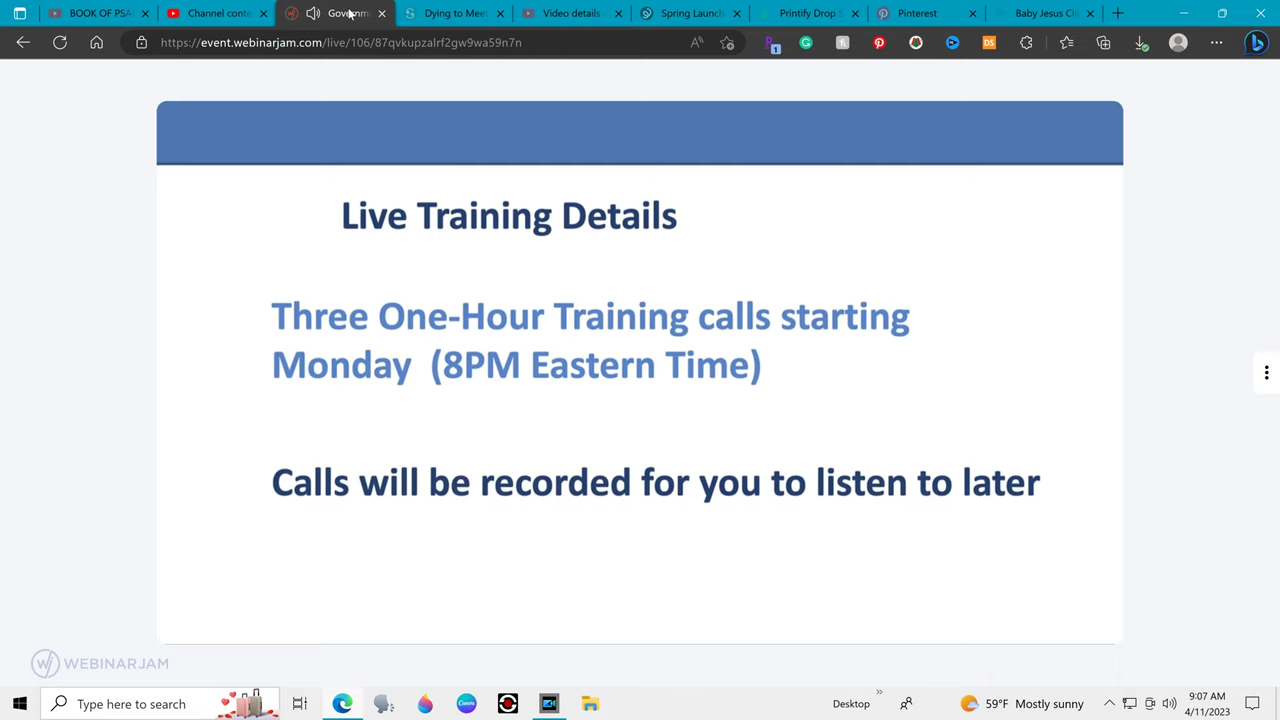 BOOK OF PSA
Channel conte
Governme
Dying to Meet
Video details -
Spring Launch
Printify Drop S
Pinterest
Baby Jesus Cli
https://event.webinarjam.com/live/106/87qvkupzalrf2gw9wa59n7n
Live Training Details
Three One-Hour Training calls starting
Monday (8PM Eastern Time)
Calls will be recorded for you to listen to later
WEBINARJAM
Type here to search
Desktop
59°F Mostly sunny
9:07 AM
4/11/2023